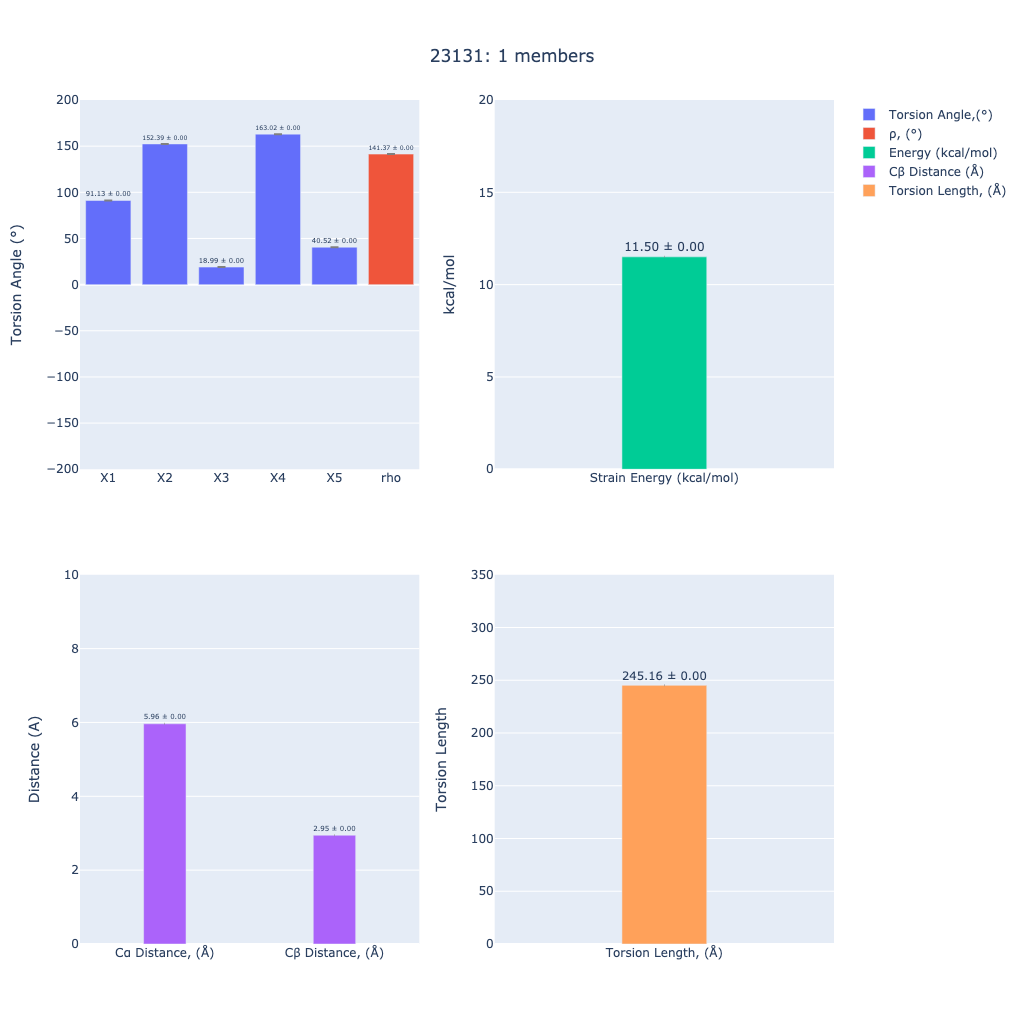 23131: 1 members
Torsion Angle (°)
200
150
100
50
0
−50
−100
−150
−200
91.13 ± 0.00
152.39 ± 0.00
18.99 ± 0.00
163.02 ± 0.00
40.52 ± 0.00
141.37 ± 0.00
X1
X2
X3
X4
X5
rho
kcal/mol
20
15
10
5
0
11.50 ± 0.00
Strain Energy (kcal/mol)
Torsion Angle,(°)
ρ, (°)
Energy (kcal/mol)
Cβ Distance (Å)
Torsion Length, (Å)
Distance (A)
10
8
6
4
2
0
5.96 ± 0.00
2.95 ± 0.00
Cα Distance, (Å)
Cβ Distance, (Å)
Torsion Length
350
300
250
200
150
100
50
0
245.16 ± 0.00
Torsion Length, (Å)